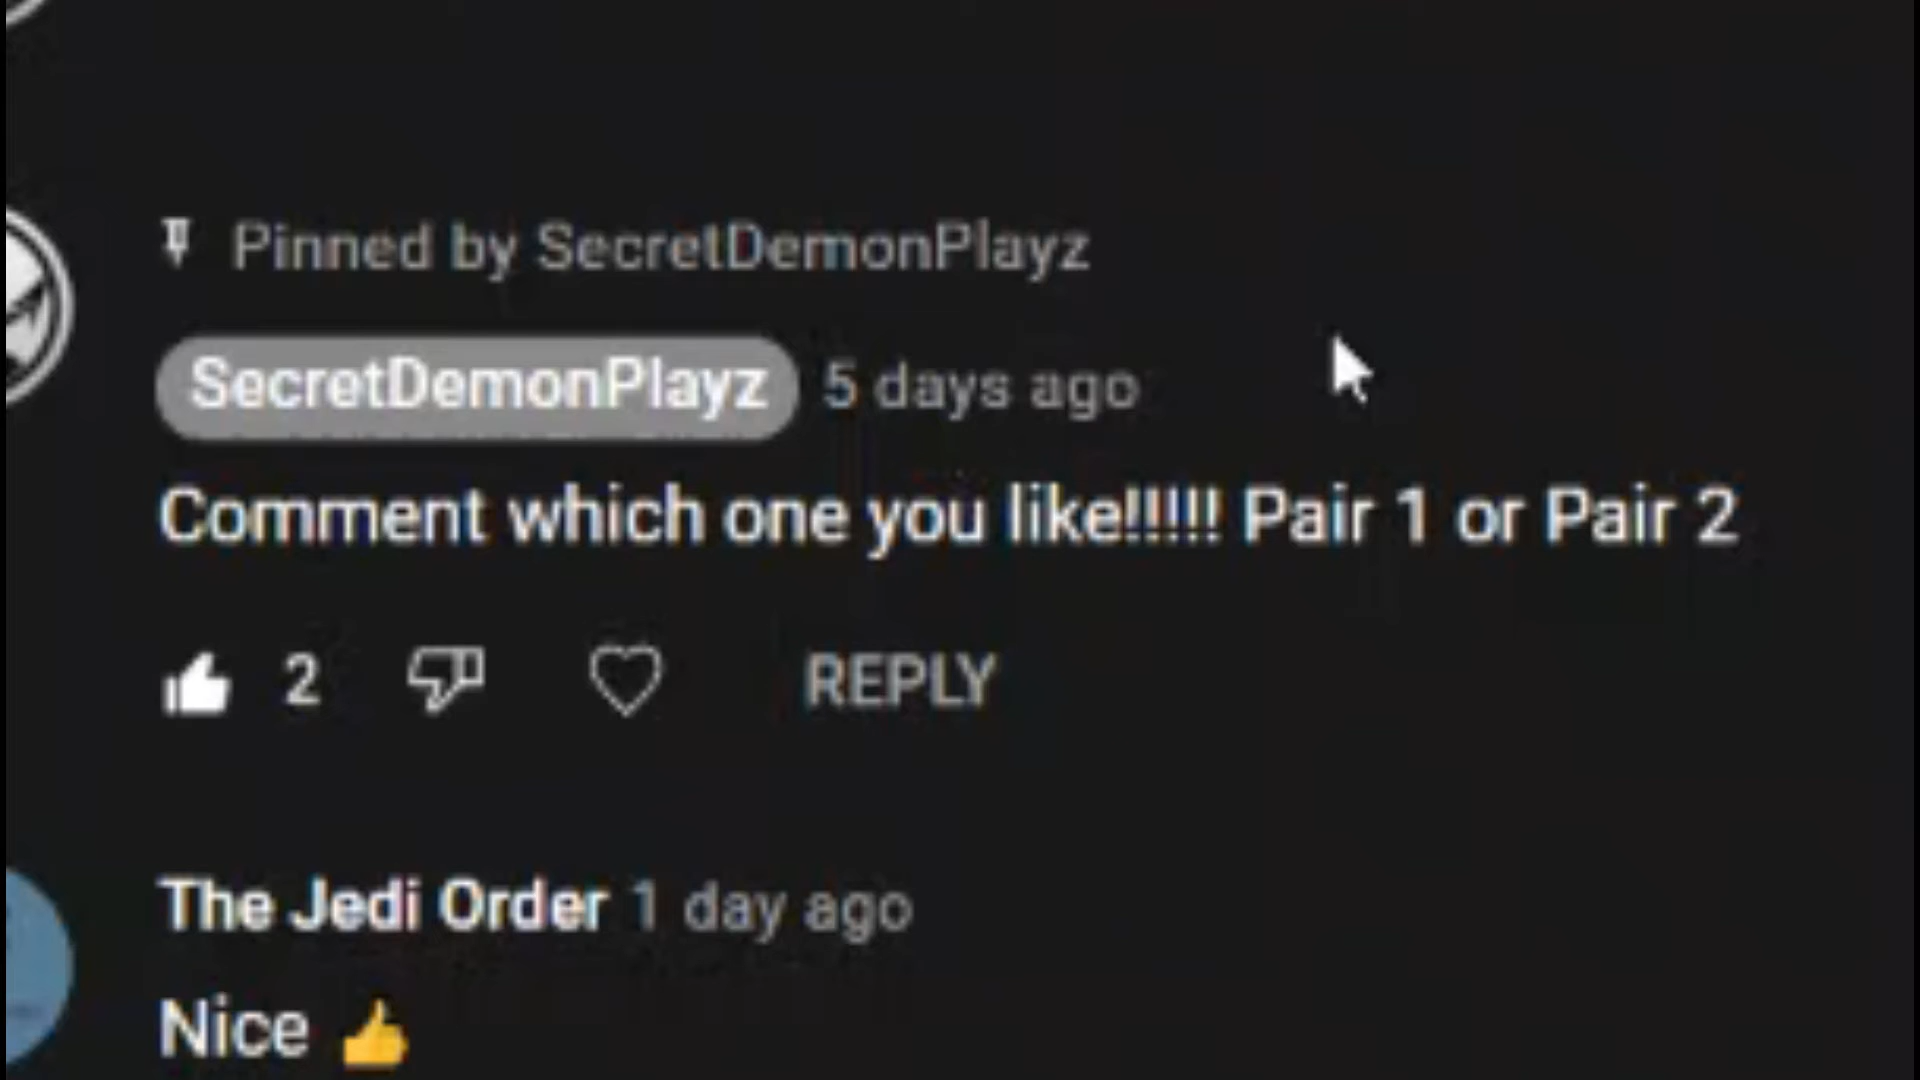 Pinned by SecretDemonPlayz
SecretDemonPlayz 5 days ago
Comment which one you like!!!!! Pair 1 or Pair 2
2 REPLY
The Jedi Order 1 day ago
Nice 👍